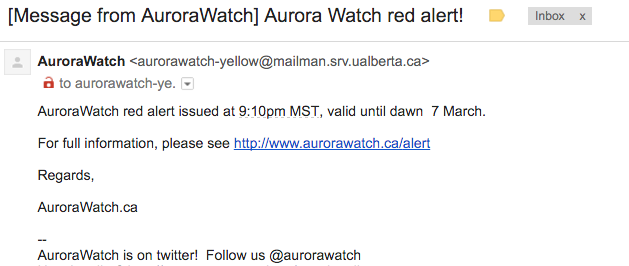 [Message from AuroraWatch] Aurora Watch red alert!
Inbox x
AuroraWatch <aurorawatch-yellow@mailman.srv.ualberta.ca>
to aurorawatch-ye.
AuroraWatch red alert issued at 9:10pm MST, valid until dawn  7 March.
For full information, please see http://www.aurorawatch.ca/alert
Regards,
AuroraWatch.ca
--
AuroraWatch is on twitter!  Follow us @aurorawatch